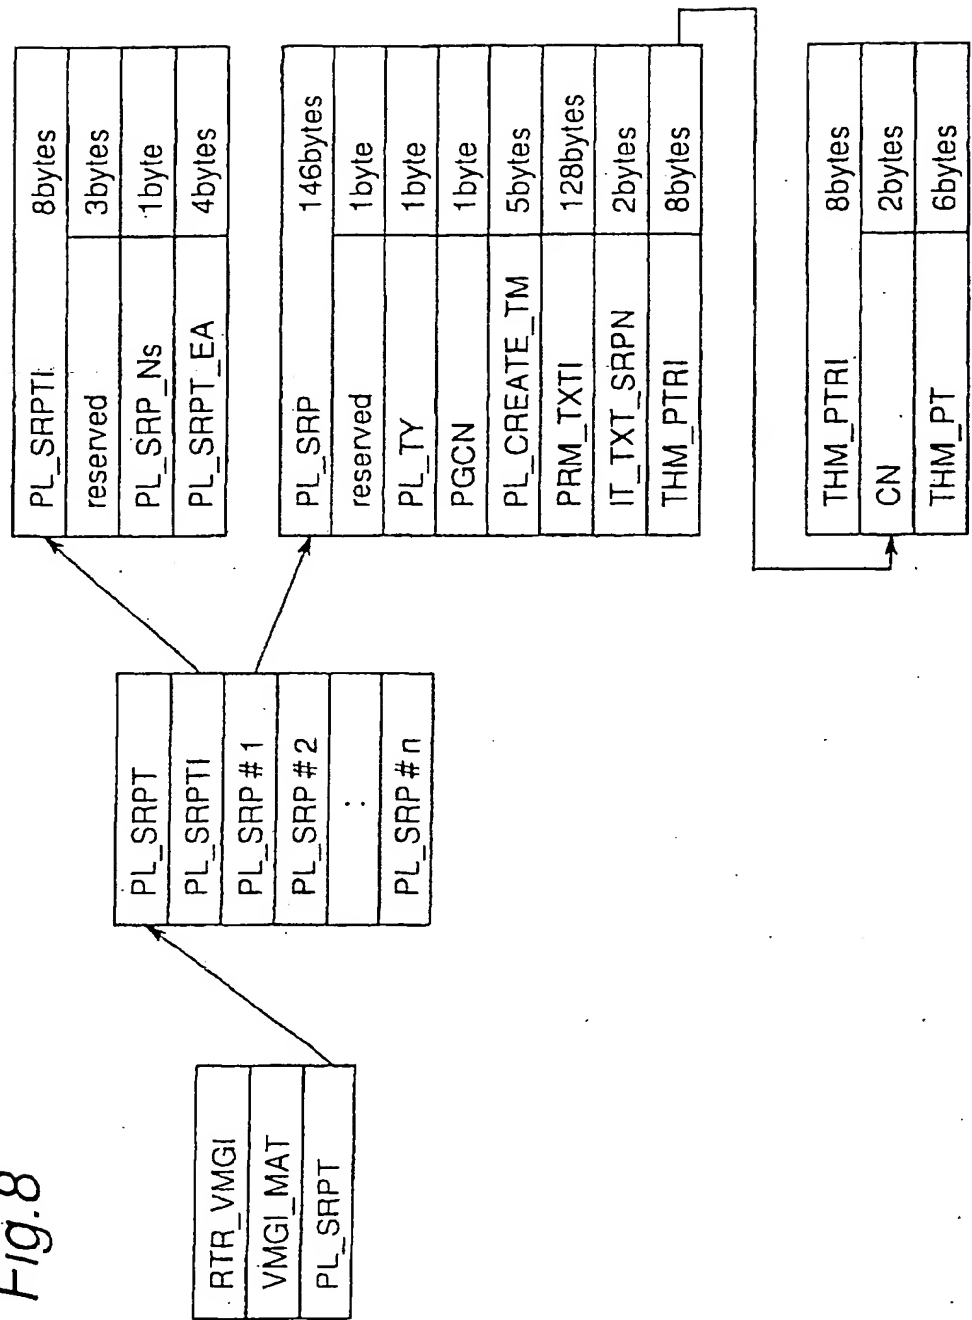 Fig.8
RTR_VMGI
VMGI_MAT
PL_SRPT
PL_SRPT
PL_SRPTI
PL_SRP#1
PL_SRP#2
:
PL_SRP#n
PL_SRPTI 8bytes
reserved 3bytes
PL_SRP_Ns 1byte
PL_SRPT_EA 4bytes
PL_SRP 146bytes
reserved 1byte
PL_TY 1byte
PGCN 1byte
PL_CREATE_TM 5bytes
PRM_TXTI 128bytes
IT_TXT_SRPN 2bytes
THM_PTRI 8bytes
THM_PTRI 8bytes
CN 2bytes
THM_PT 6bytes